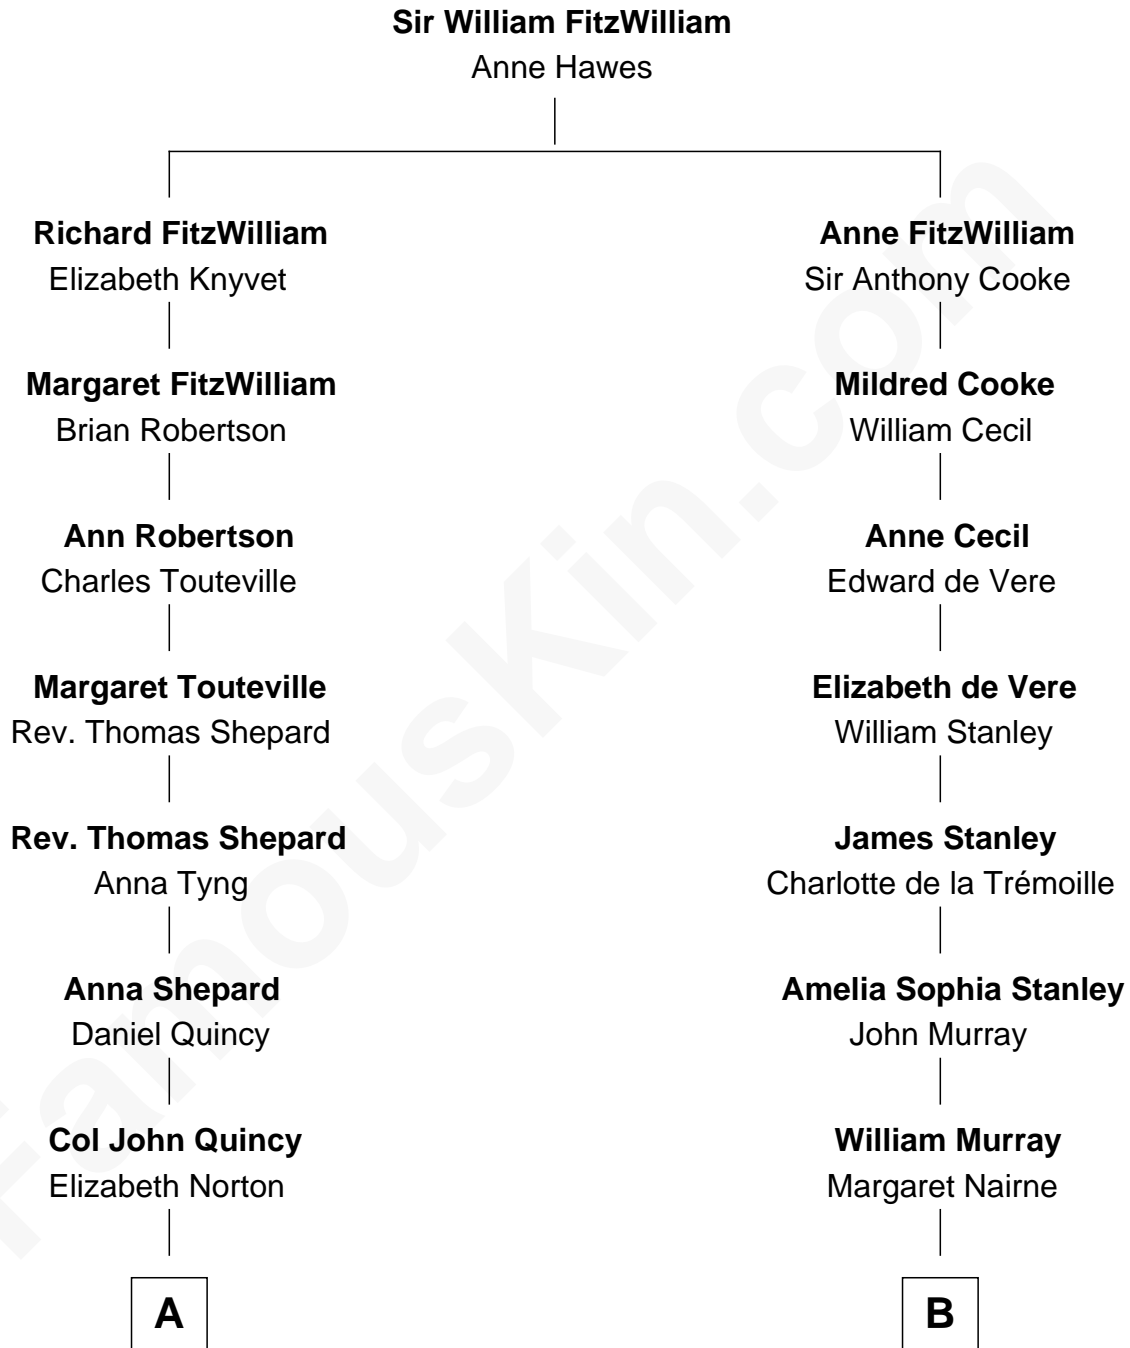 Sir William FitzWilliam
Anne Hawes
Richard FitzWilliam
Elizabeth Knyvet
Margaret FitzWilliam
Brian Robertson
Ann Robertson
Charles Touteville
Margaret Touteville
Rev. Thomas Shepard
Rev. Thomas Shepard
Anna Tyng
Anna Shepard
Daniel Quincy
Col John Quincy
Elizabeth Norton
A
Anne FitzWilliam
Sir Anthony Cooke
Mildred Cooke
William Cecil
Anne Cecil
Edward de Vere
Elizabeth de Vere
William Stanley
James Stanley
Charlotte de la Trémoille
Amelia Sophia Stanley
John Murray
William Murray
Margaret Nairne
B
FamousKin.com